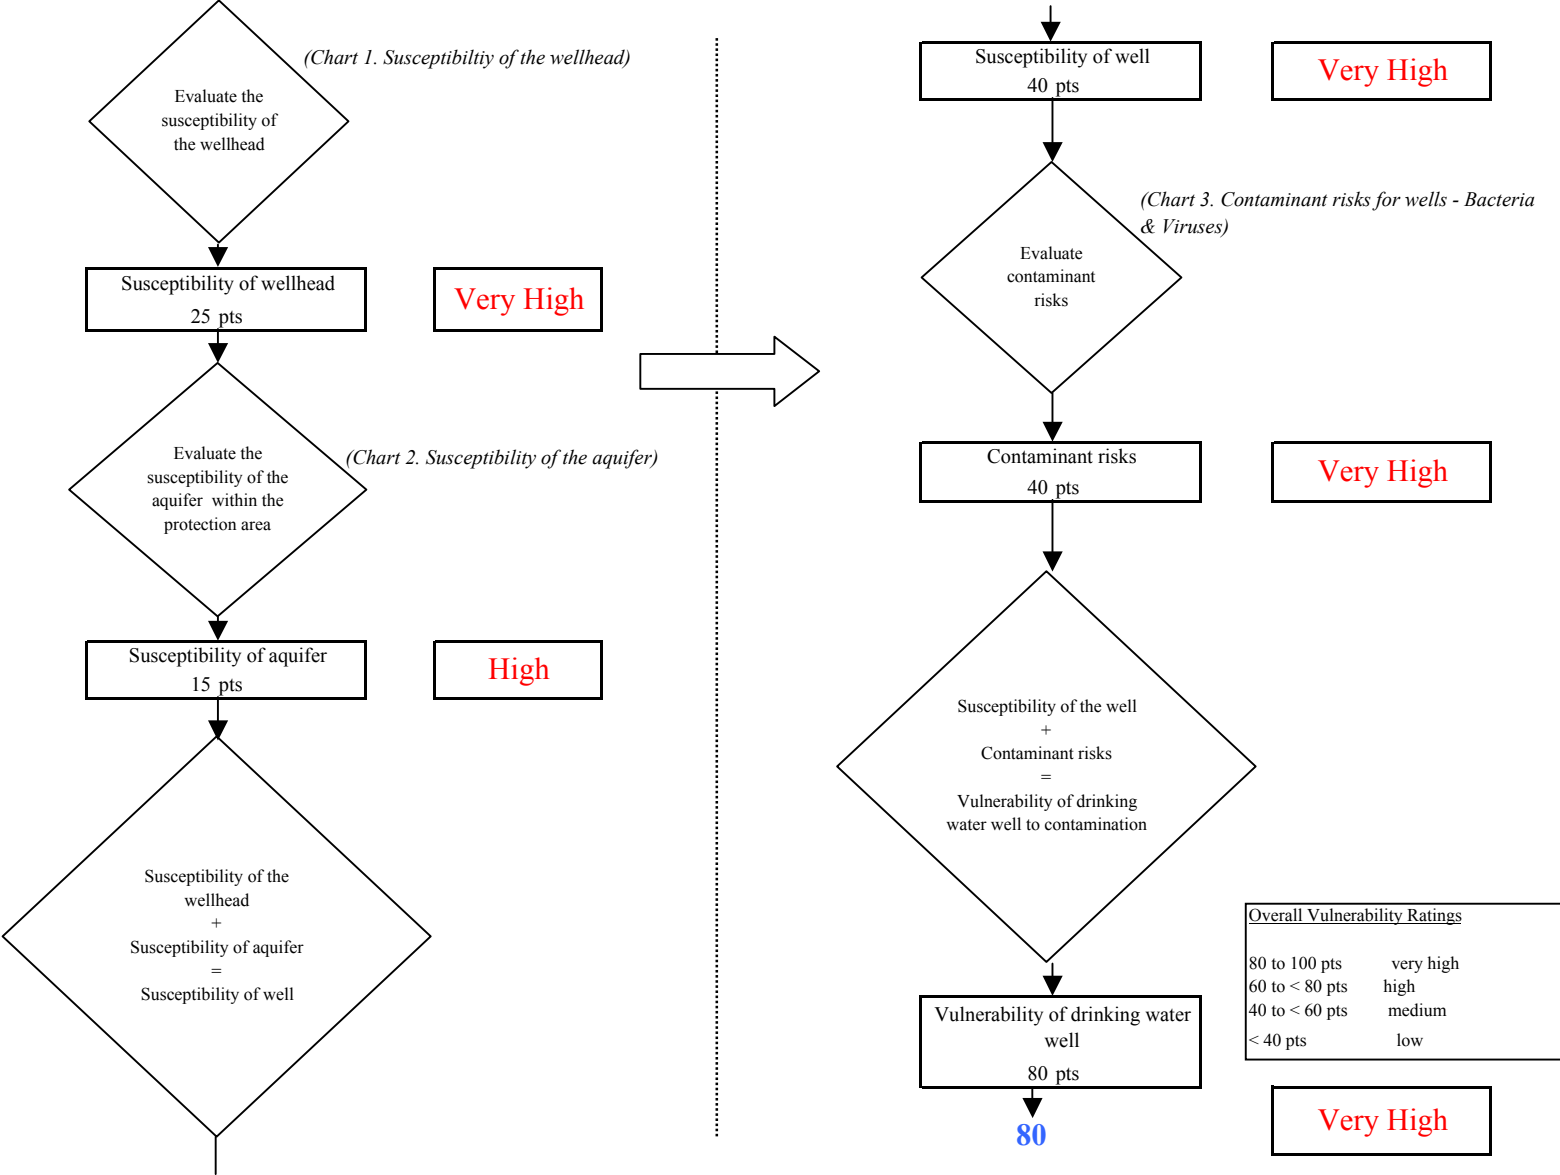 (Chart 1. Susceptibiltiy of the wellhead)
Evaluate the
susceptibility of
the wellhead
Susceptibility of wellhead
25 pts
Very High
(Chart 2. Susceptibility of the aquifer)
Evaluate the
susceptibility of the
aquifer within the
protection area
Susceptibility of aquifer
15 pts
High
Susceptibility of the
wellhead
+
Susceptibility of aquifer
=
Susceptibility of well
Susceptibility of well
40 pts
Very High
(Chart 3. Contaminant risks for wells - Bacteria
& Viruses)
Evaluate
contaminant
risks
Contaminant risks
40 pts
Very High
Susceptibility of the well
+
Contaminant risks
=
Vulnerability of drinking
water well to contamination
Overall Vulnerability Ratings
80 to 100 pts very high
60 to < 80 pts high
40 to < 60 pts medium
< 40 pts low
Vulnerability of drinking water
well
80 pts
80
Very High